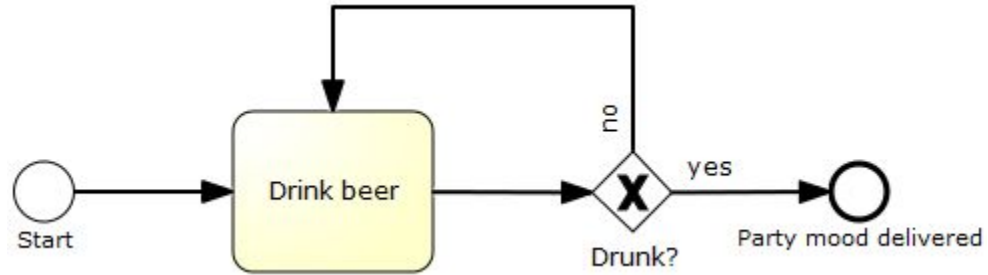 no
yes
Drink beer
Start
Party mood delivered
Drunk?